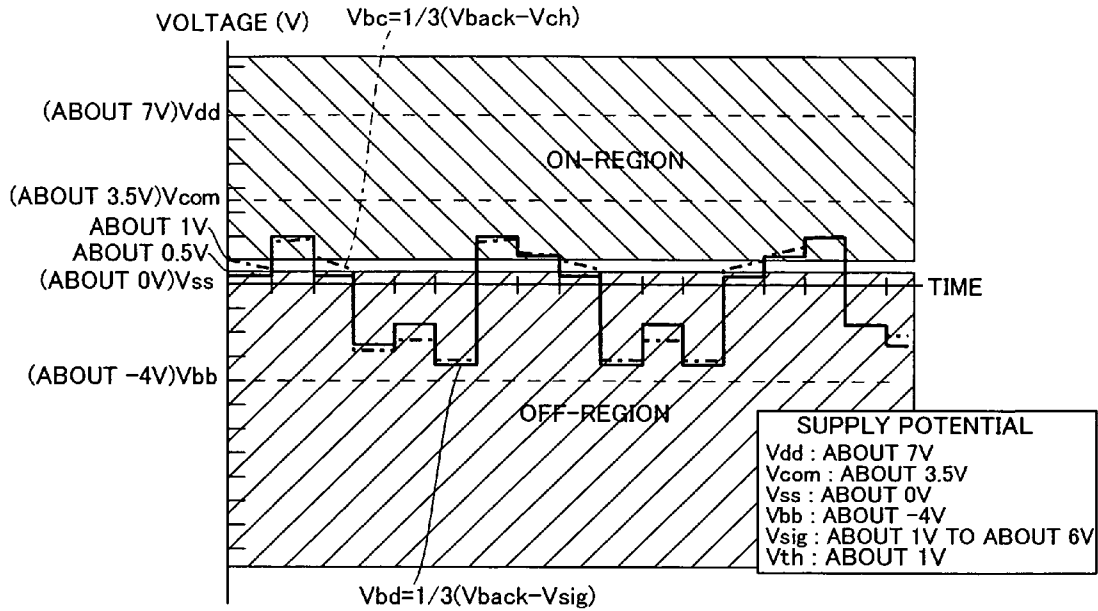 VOLTAGE (V)
Vbc=1/3(Vback-Vch)
(ABOUT 7V)Vdd
ON-REGION
(ABOUT 3.5V)Vcom
ABOUT 1V
ABOUT 0.5V
(ABOUT 0V)Vss
TIME
(ABOUT -4V)Vbb
OFF-REGION
SUPPLY POTENTIAL
Vdd : ABOUT 7V
Vcom : ABOUT 3.5V
Vss : ABOUT 0V
Vbb : ABOUT -4V
Vsig : ABOUT 1V TO ABOUT 6V
Vth : ABOUT 1V
Vbd=1/3(Vback-Vsig)